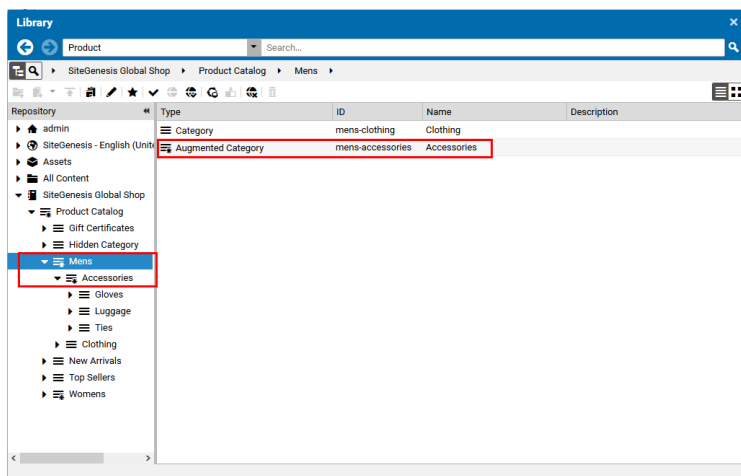 Library
Product
Search...
SiteGenesis Global Shop Product Catalog Mens
Repository
Type ID Name Description
admin
SiteGenesis - English (Unite
Assets
All Content
SiteGenesis Global Shop
Product Catalog
Gift Certificates
Hidden Category
Mens
Accessories
Gloves
Luggage
Ties
Clothing
New Arrivals
Top Sellers
Womens
Category mens-clothing Clothing
Augmented Category mens-accessories Accessories